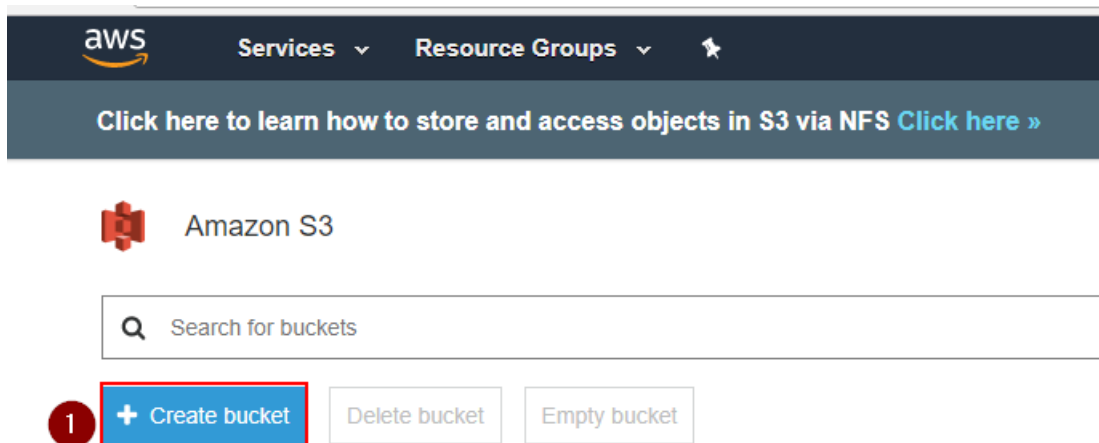 aws Services Resource Groups
Click here to learn how to store and access objects in S3 via NFS Click here »
Amazon S3
Search for buckets
1 + Create bucket Delete bucket Empty bucket